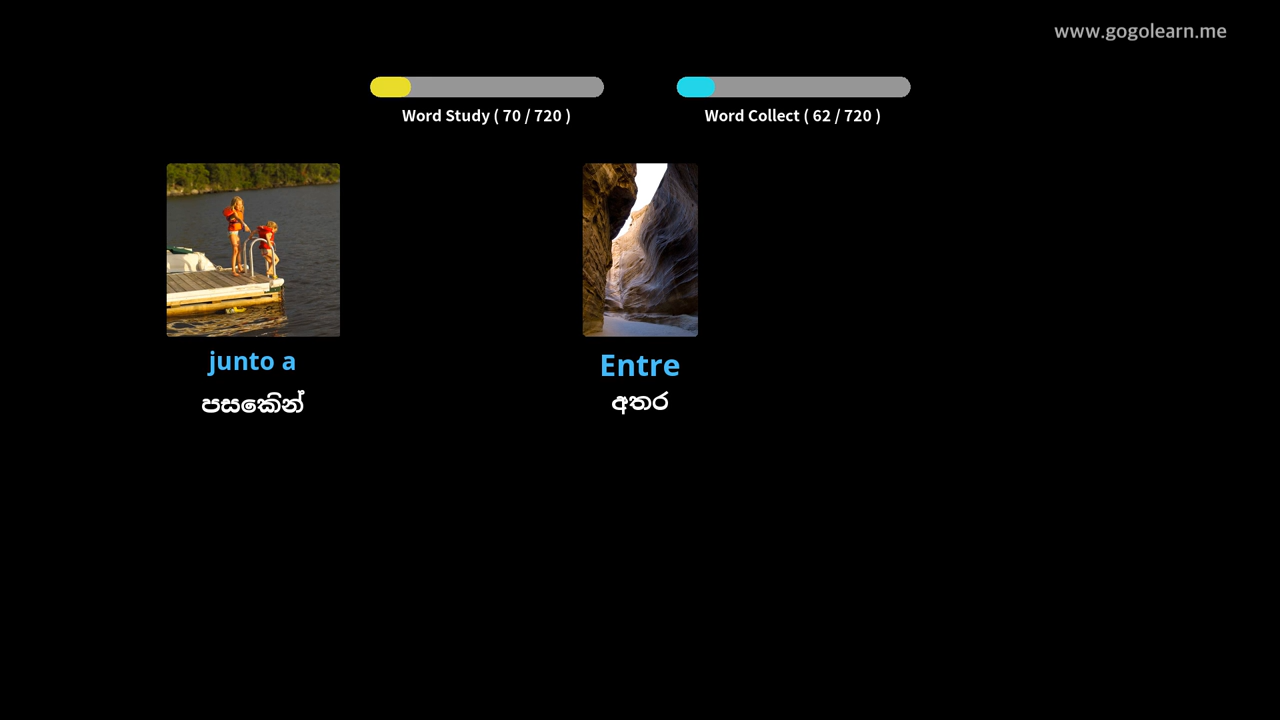 www.gogolearn.me
Word Study ( 70 / 720 )
Word Collect ( 62 / 720 )
junto a
පසකින්
Entre
අතර